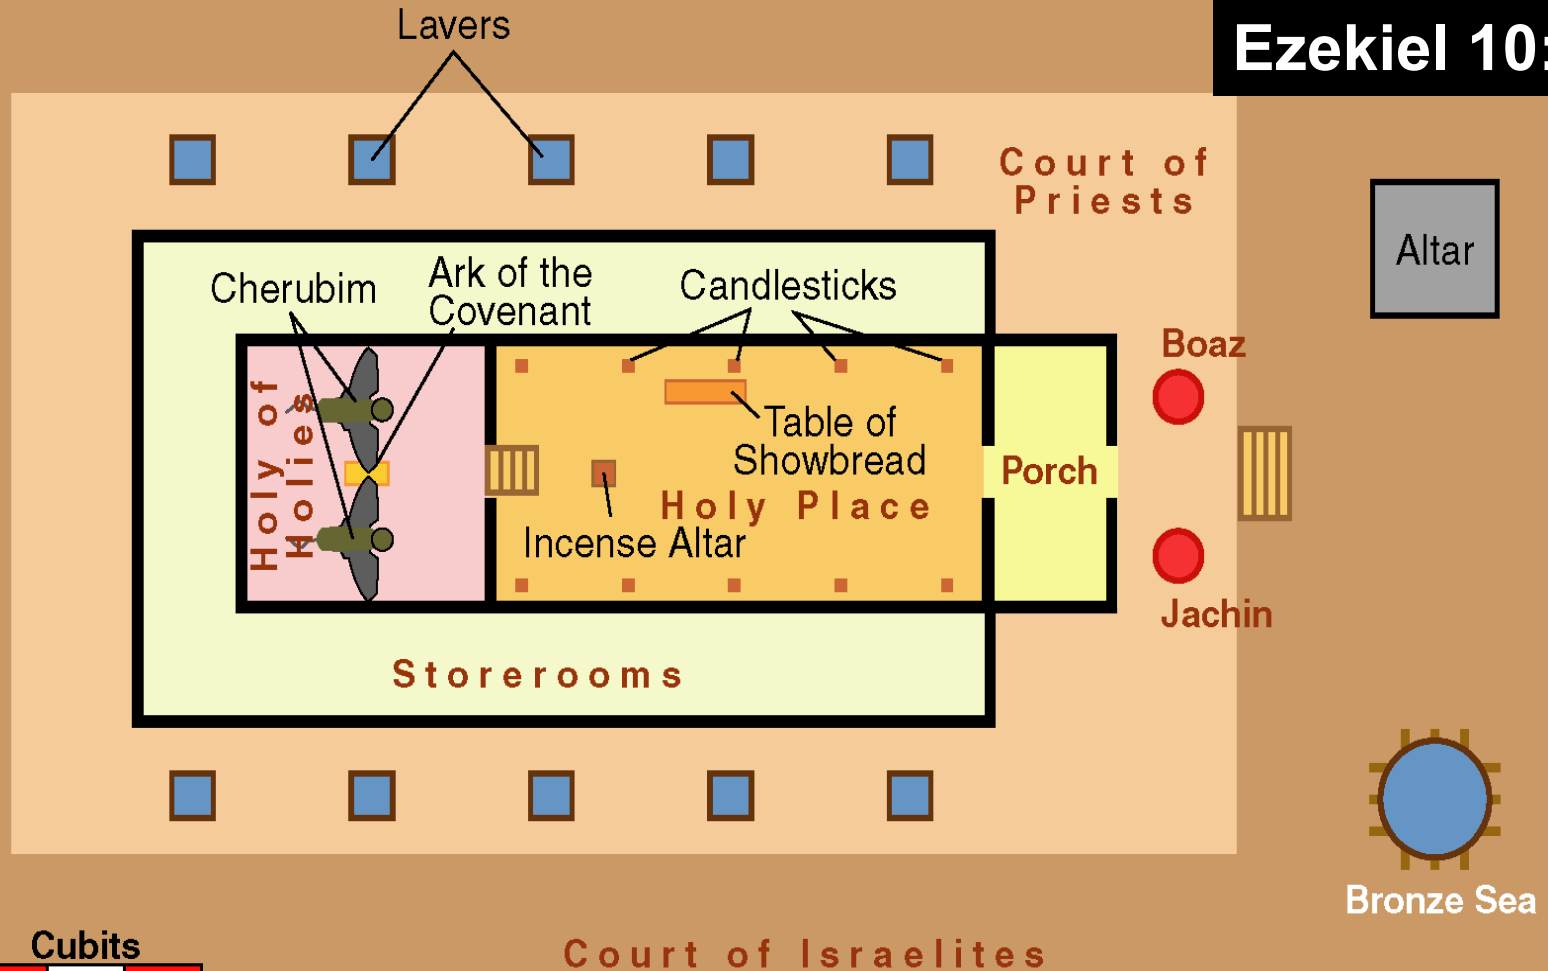 Lavers
Ezekiel 10:
Court of
Priests
Altar
Cherubim
Ark of the
Covenant
Candlesticks
Boaz
Holy of
Holies
Table of
Showbread
Porch
Holy Place
Incense Altar
Jachin
Storerooms
Bronze Sea
Cubits
Court of Israelites